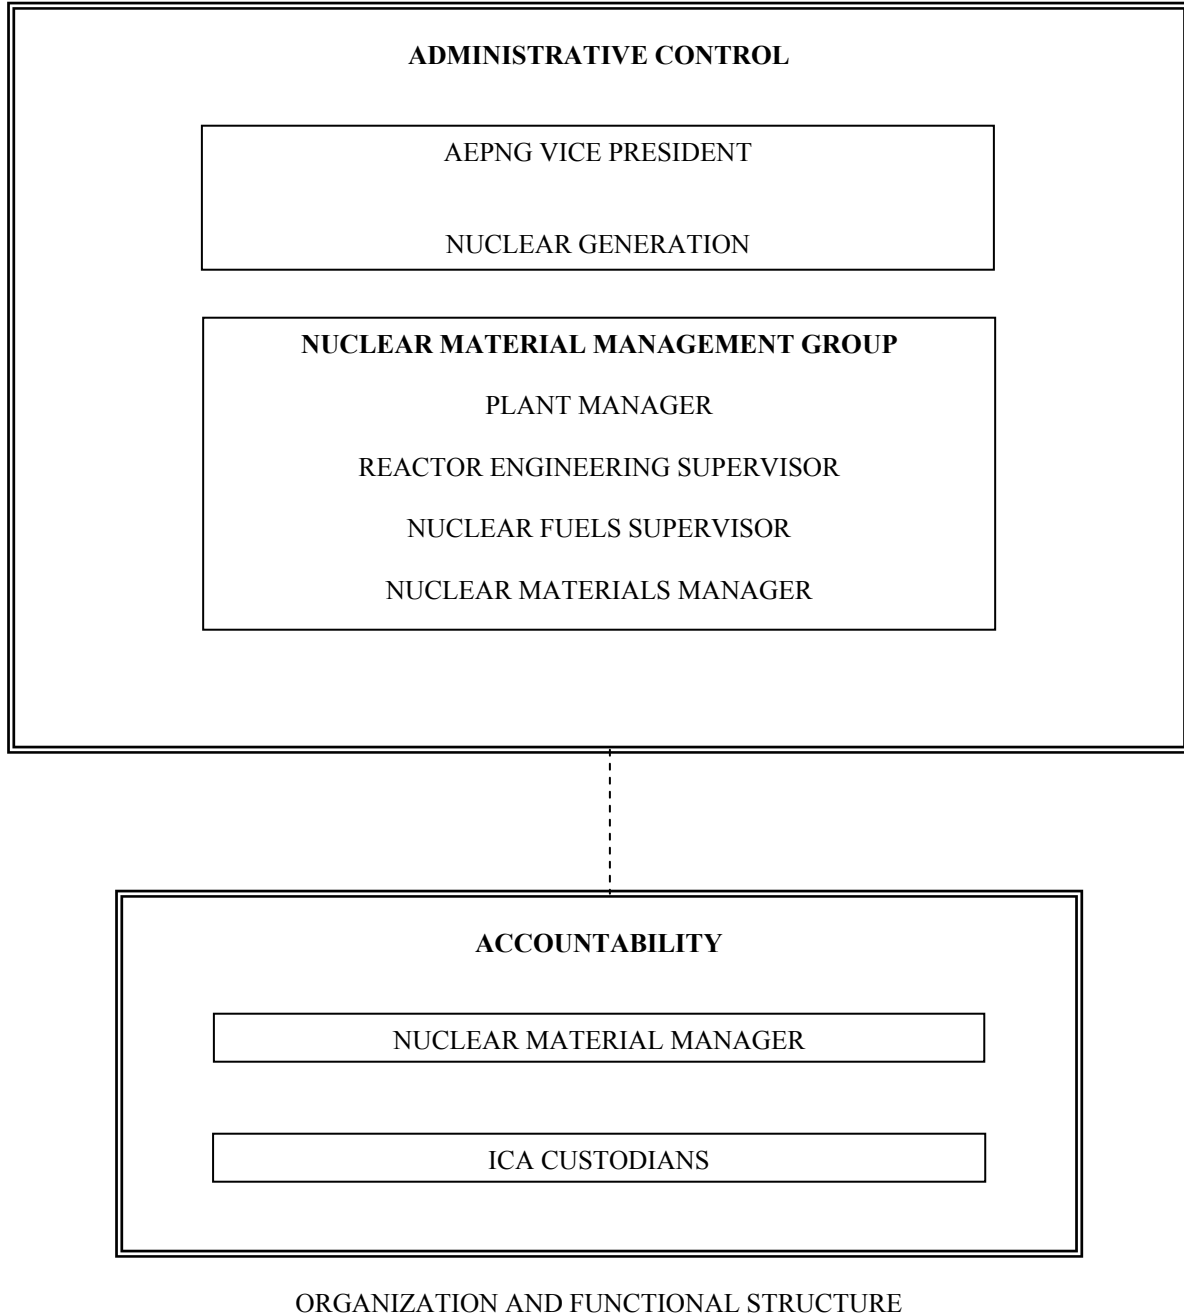 ADMINISTRATIVE CONTROL
AEPNG VICE PRESIDENT
NUCLEAR GENERATION
NUCLEAR MATERIAL MANAGEMENT GROUP
PLANT MANAGER
REACTOR ENGINEERING SUPERVISOR
NUCLEAR FUELS SUPERVISOR
NUCLEAR MATERIALS MANAGER
ACCOUNTABILITY
NUCLEAR MATERIAL MANAGER
ICA CUSTODIANS
ORGANIZATION AND FUNCTIONAL STRUCTURE